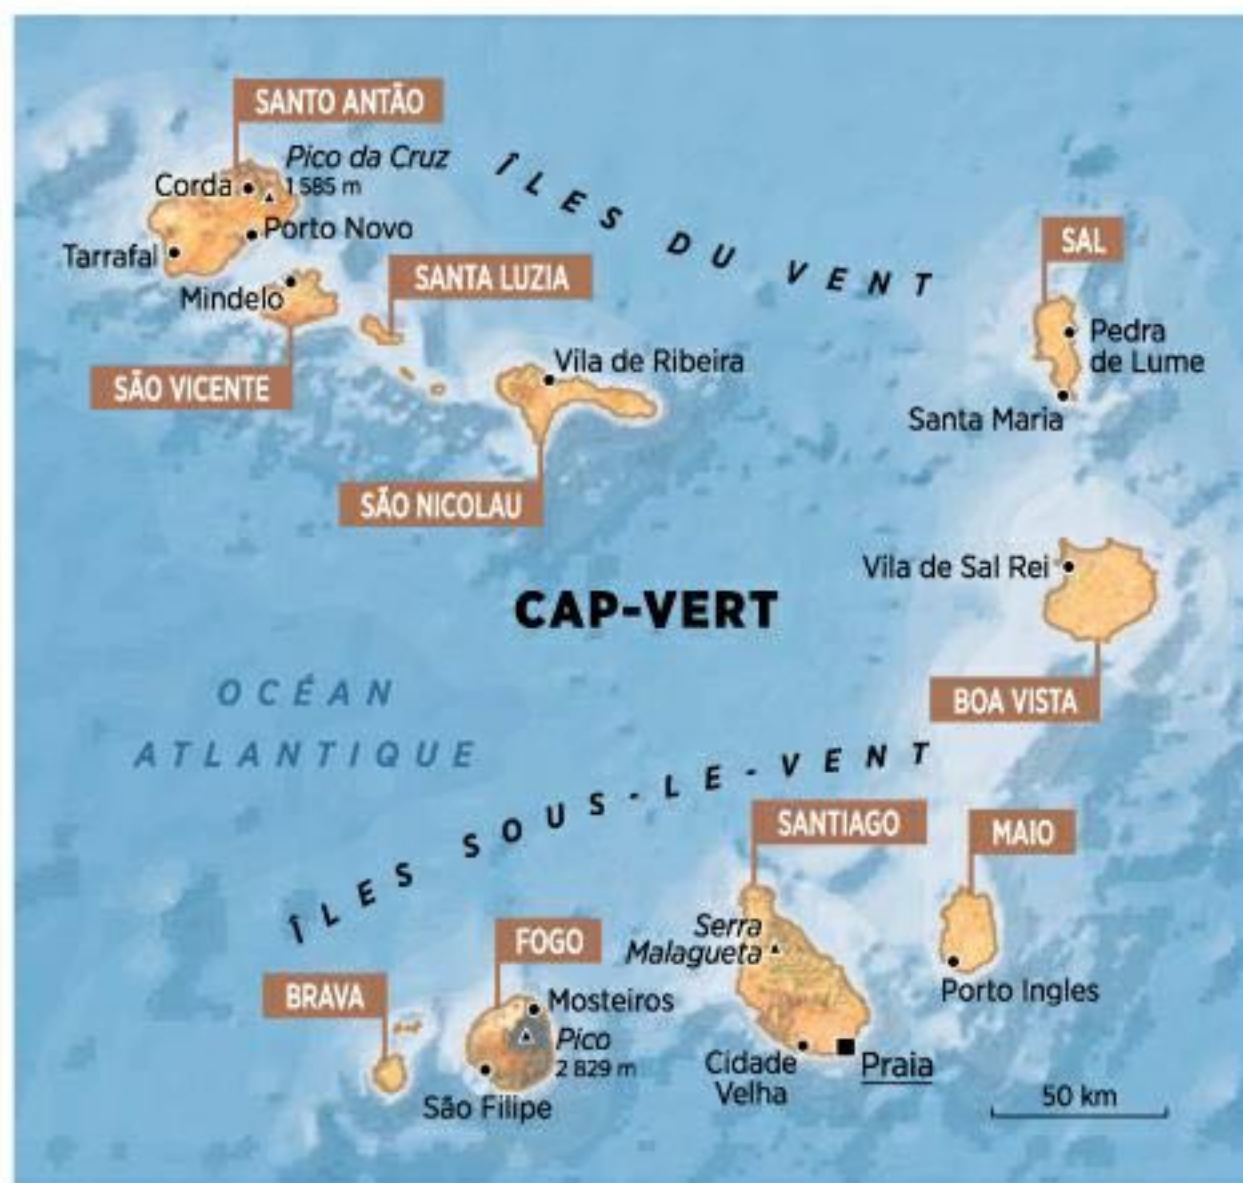 SANTO ANTÃO
Pico da Cruz
1 585 m
Corda
Porto Novo
Tarrafal
Mindelo
SANTA LUZIA
SÃO VICENTE
Vila de Ribeira
SÃO NICOLAU
ÎLES DU VENT
SAL
Pedra
de Lume
Santa Maria
Vila de Sal Rei
CAP-VERT
BOA VISTA
OCÉAN
ATLANTIQUE
ÎLES SOUS-LE-VENT
SANTIAGO
MAIO
Serra
Malagueta
FOGO
BRAVA
Mosteiros
Pico
2 829 m
São Filipe
Porto Ingles
Cidade
Velha
Praia
50 km